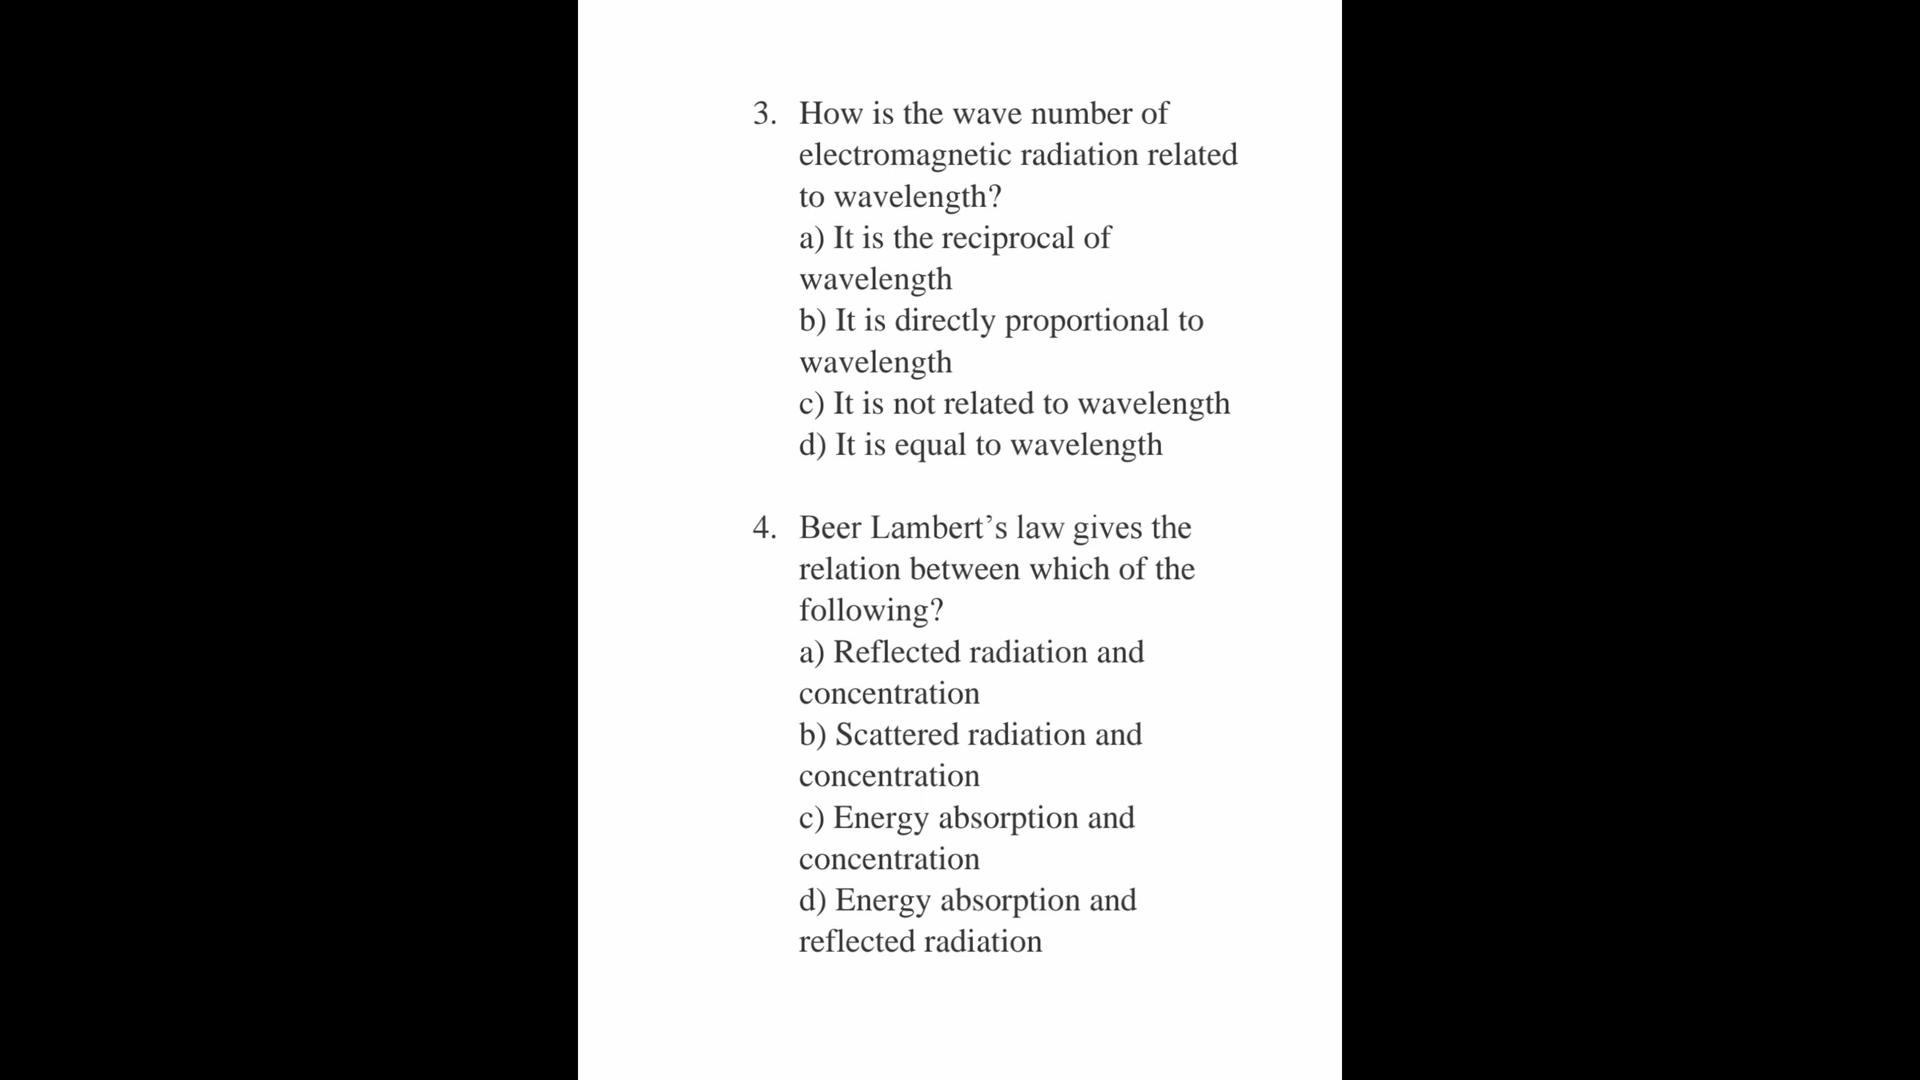 3. How is the wave number of
electromagnetic radiation related
to wavelength?
a) It is the reciprocal of
wavelength
b) It is directly proportional to
wavelength
c) It is not related to wavelength
d) It is equal to wavelength
4. Beer Lambert’s law gives the
relation between which of the
following?
a) Reflected radiation and
concentration
b) Scattered radiation and
concentration
c) Energy absorption and
concentration
d) Energy absorption and
reflected radiation